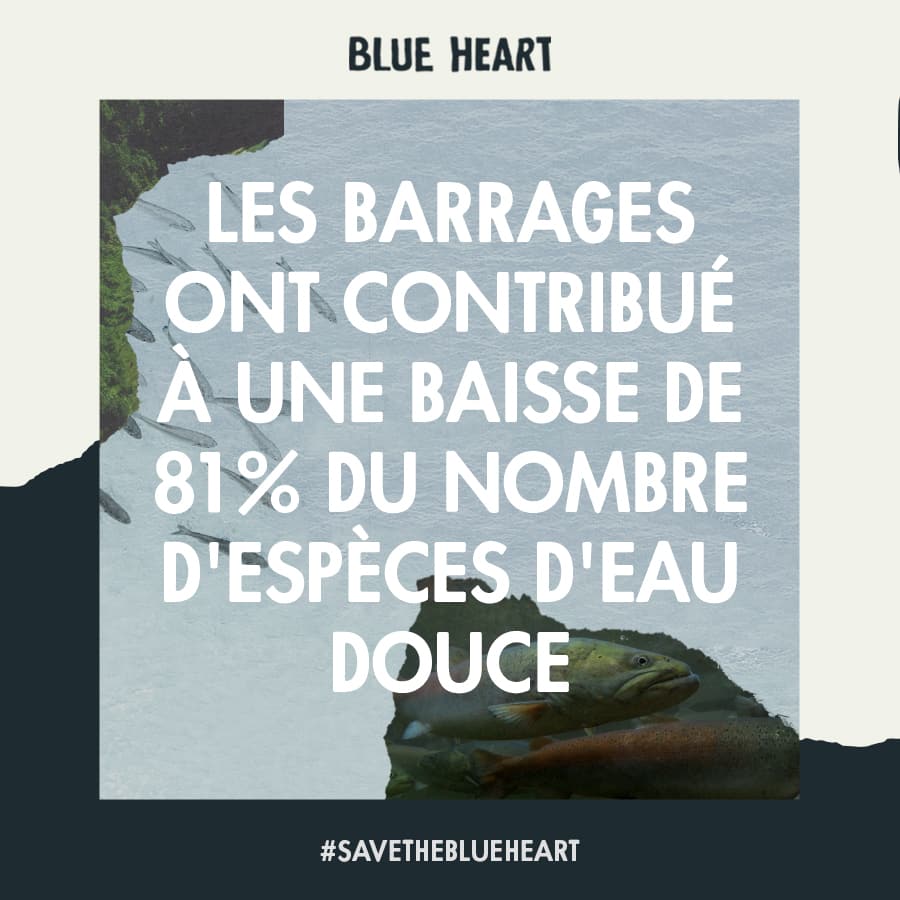 BLUE HEART
LES BARRAGES
ONT CONTRIBUÉ
À UNE BAISSE DE
81% DU NOMBRE
D'ESPÈCES D'EAU
DOUCE
#SAVETHEBLUEHEART